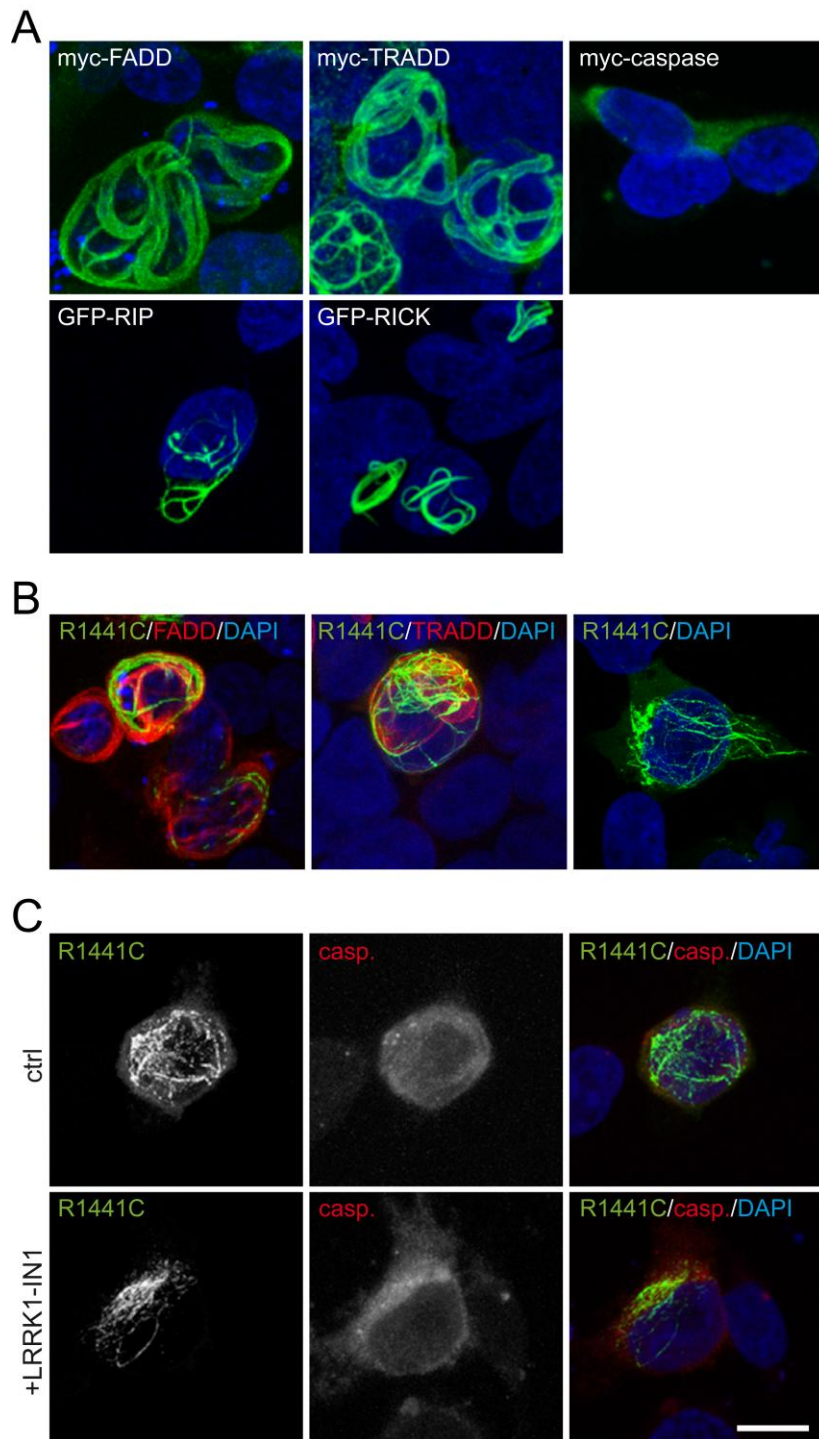 A
myc-FADD
myc-TRADD
myc-caspase
GFP-RIP
GFP-RICK
B
R1441C/FADD/DAPI
R1441C/TRADD/DAPI
R1441C/DAPI
C
ctrl
R1441C
casp.
R1441C/casp./DAPI
+LRRK1-IN1
R1441C
casp.
R1441C/casp./DAPI